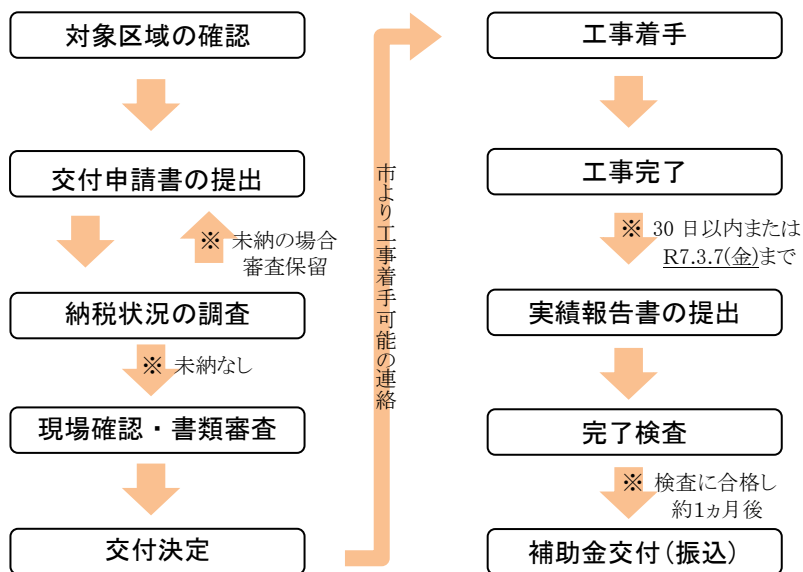 対象区域の確認
交付申請書の提出
※ 未納の場合
審査保留
納税状況の調査
※ 未納なし
現場確認・書類審査
交付決定
市より工事着手可能の連絡
工事着手
工事完了
※ 30 日以内または
R7.3.7(金)まで
実績報告書の提出
完了検査
※ 検査に合格し
約1ヵ月後
補助金交付(振込)